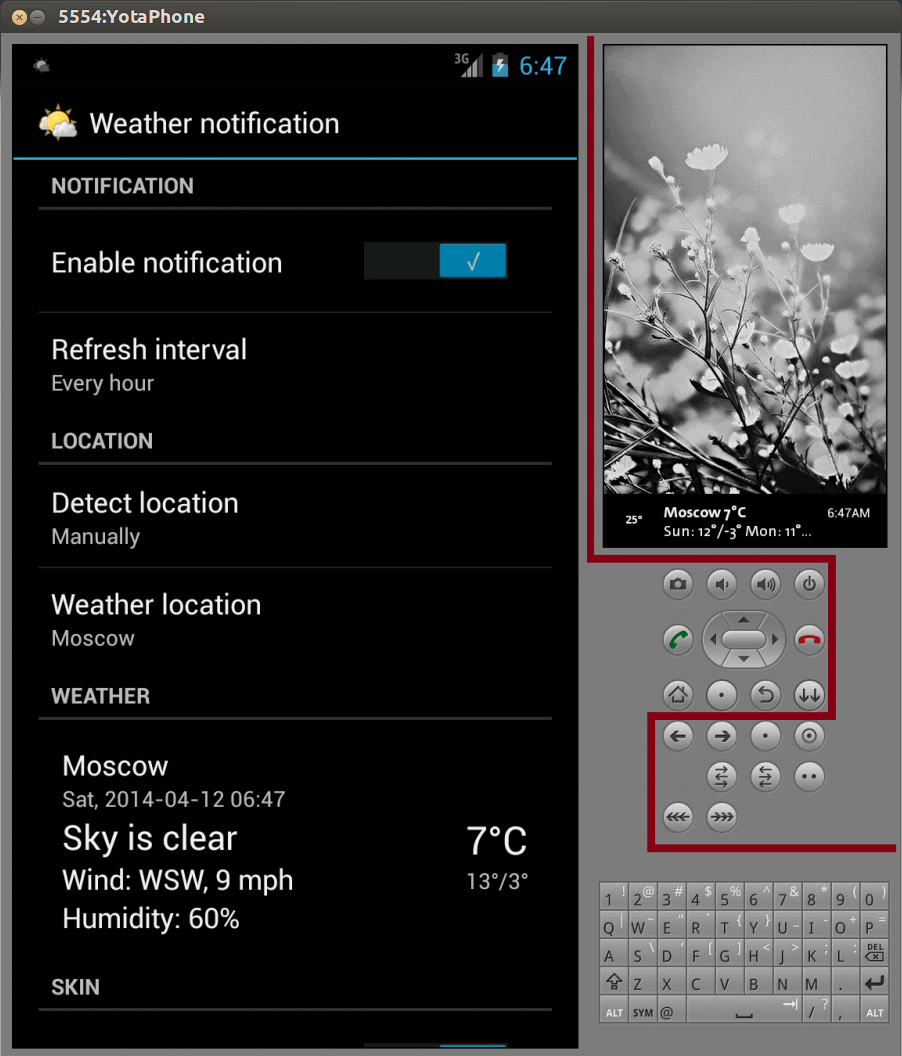 5554:YotaPhone
3G 6:47
Weather notification
NOTIFICATION
Enable notification
Refresh interval
Every hour
LOCATION
Detect location
Manually
Weather location
Moscow
WEATHER
Moscow
Sat, 2014-04-12 06:47
Sky is clear 7°C
Wind: WSW, 9 mph 13°/3°
Humidity: 60%
SKIN
25° Moscow 7°C 6:47AM
Sun: 12°/-3° Mon: 11°...
1 ! 2 @ 3 # 4 $ 5 % 6 ^ 7 & 8 * 9 ( 0 )
Q | W ~ E “ R ` T { Y } U _ I - O + P =
A S \ D ' F [ G ] H < J > K ; L : DEL
Z X C V B N M .
ALT SYM @ / ? , ALT